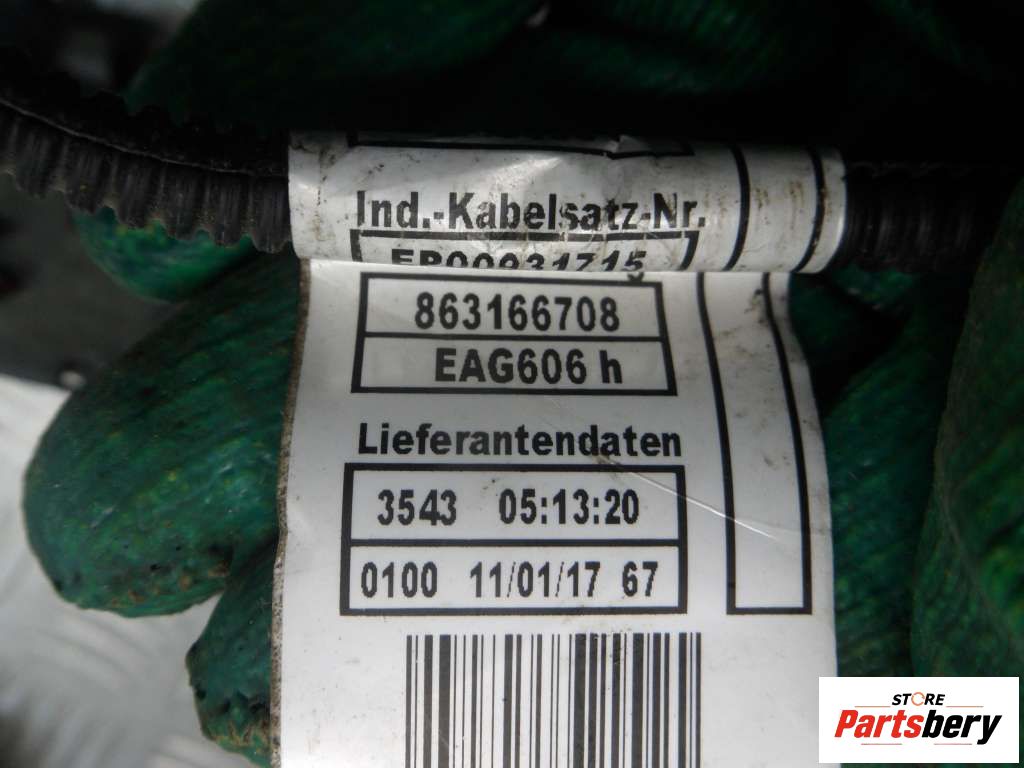 Ind.-Kabelsatz-Nr.
863166708
EAG606 h
Lieferantendaten
3543 05:13:20
0100 11/01/17 67
STORE
Partsbery